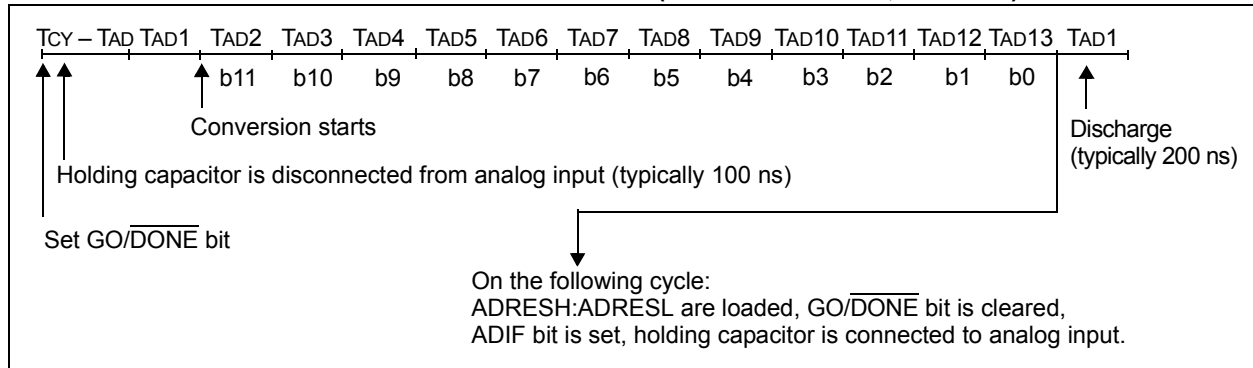 TCY – TAD TAD1 TAD2 TAD3 TAD4 TAD5 TAD6 TAD7 TAD8 TAD9 TAD10 TAD11 TAD12 TAD13 TAD1
b11 b10 b9 b8 b7 b6 b5 b4 b3 b2 b1 b0
Conversion starts
Discharge
(typically 200 ns)
Holding capacitor is disconnected from analog input (typically 100 ns)
Set GO/DONE bit
On the following cycle:
ADRESH:ADRESL are loaded, GO/DONE bit is cleared,
ADIF bit is set, holding capacitor is connected to analog input.